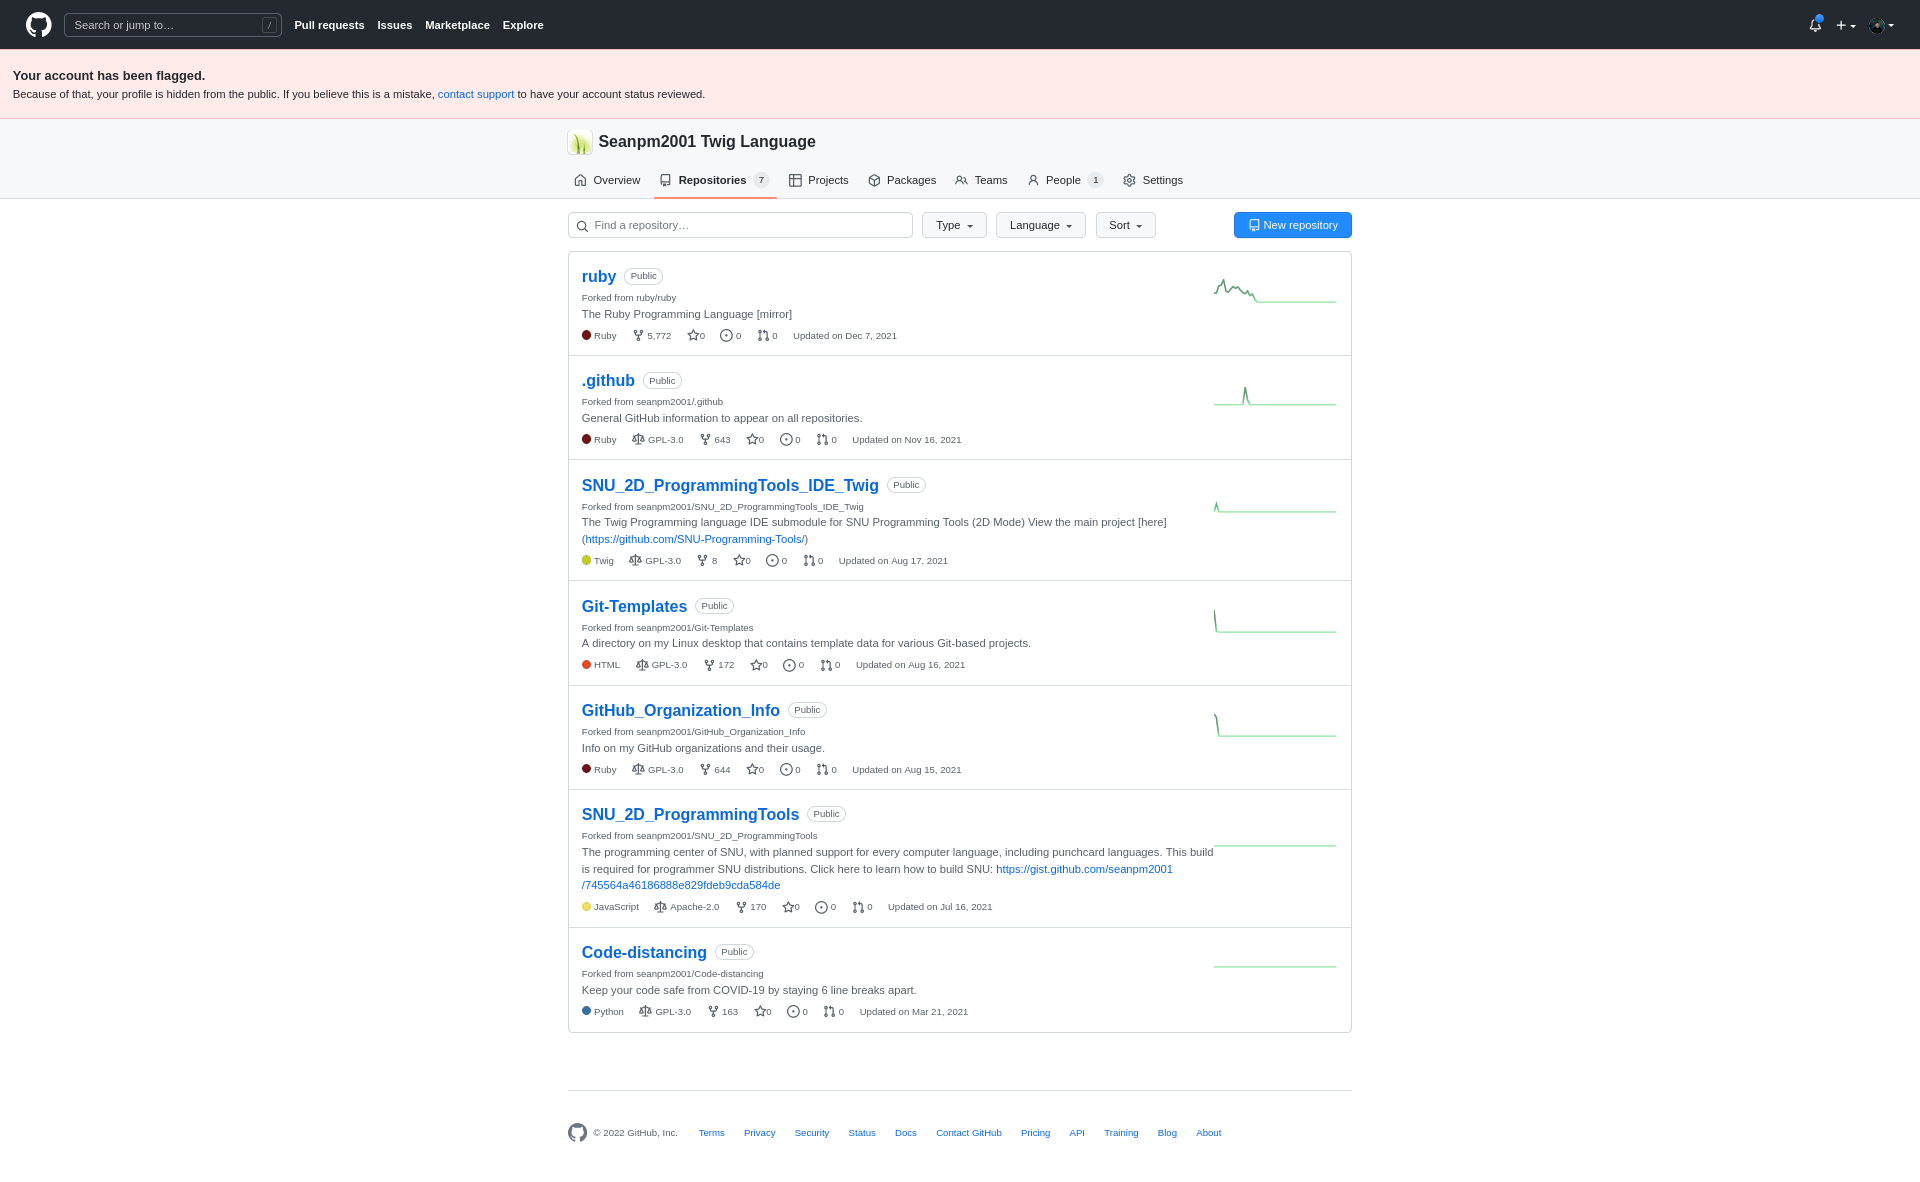 Search or jump to… /
Pull requests Issues Marketplace Explore
Your account has been flagged.
Because of that, your profile is hidden from the public. If you believe this is a mistake, contact support to have your account status reviewed.
Seanpm2001 Twig Language
Overview Repositories 7 Projects Packages Teams People 1 Settings
Find a repository… Type Language Sort New repository
ruby Public
Forked from ruby/ruby
The Ruby Programming Language [mirror]
Ruby 5,772 0 0 0 Updated on Dec 7, 2021
.github Public
Forked from seanpm2001/.github
General GitHub information to appear on all repositories.
Ruby GPL-3.0 643 0 0 0 Updated on Nov 16, 2021
SNU_2D_ProgrammingTools_IDE_Twig Public
Forked from seanpm2001/SNU_2D_ProgrammingTools_IDE_Twig
The Twig Programming language IDE submodule for SNU Programming Tools (2D Mode) View the main project [here]
(https://github.com/SNU-Programming-Tools/)
Twig GPL-3.0 8 0 0 0 Updated on Aug 17, 2021
Git-Templates Public
Forked from seanpm2001/Git-Templates
A directory on my Linux desktop that contains template data for various Git-based projects.
HTML GPL-3.0 172 0 0 0 Updated on Aug 16, 2021
GitHub_Organization_Info Public
Forked from seanpm2001/GitHub_Organization_Info
Info on my GitHub organizations and their usage.
Ruby GPL-3.0 644 0 0 0 Updated on Aug 15, 2021
SNU_2D_ProgrammingTools Public
Forked from seanpm2001/SNU_2D_ProgrammingTools
The programming center of SNU, with planned support for every computer language, including punchcard languages. This build
is required for programmer SNU distributions. Click here to learn how to build SNU: https://gist.github.com/seanpm2001
/745564a46186888e829fdeb9cda584de
JavaScript Apache-2.0 170 0 0 0 Updated on Jul 16, 2021
Code-distancing Public
Forked from seanpm2001/Code-distancing
Keep your code safe from COVID-19 by staying 6 line breaks apart.
Python GPL-3.0 163 0 0 0 Updated on Mar 21, 2021
© 2022 GitHub, Inc. Terms Privacy Security Status Docs Contact GitHub Pricing API Training Blog About